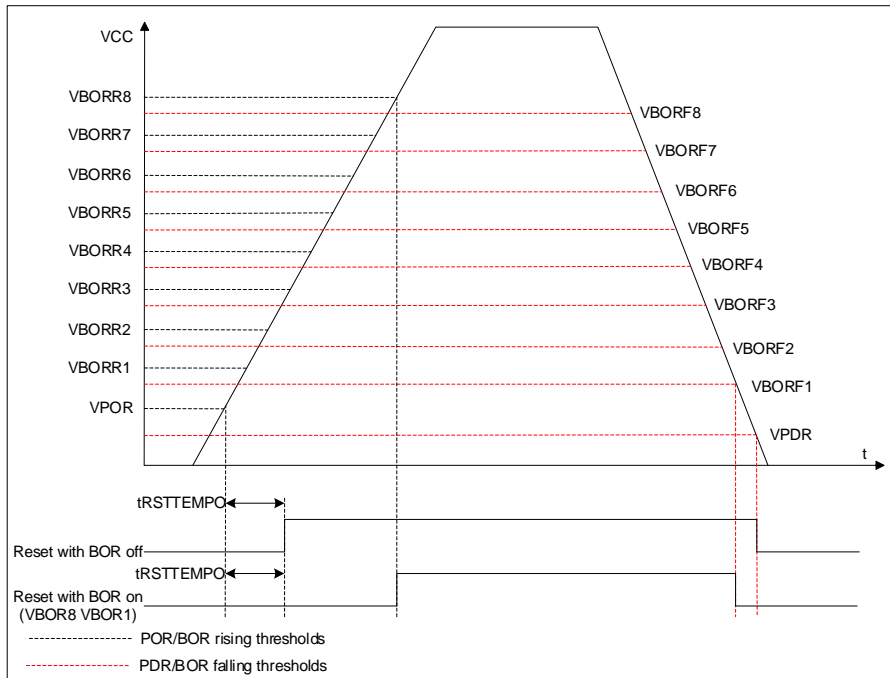 VCC
VBORR8
VBORR7
VBORR6
VBORR5
VBORR4
VBORR3
VBORR2
VBORR1
VPOR
VBORF8
VBORF7
VBORF6
VBORF5
VBORF4
VBORF3
VBORF2
VBORF1
VPDR
t
tRSTTEMPO
Reset with BOR off
tRSTTEMPO
Reset with BOR on
(VBOR8 VBOR1)
POR/BOR rising thresholds
PDR/BOR falling thresholds